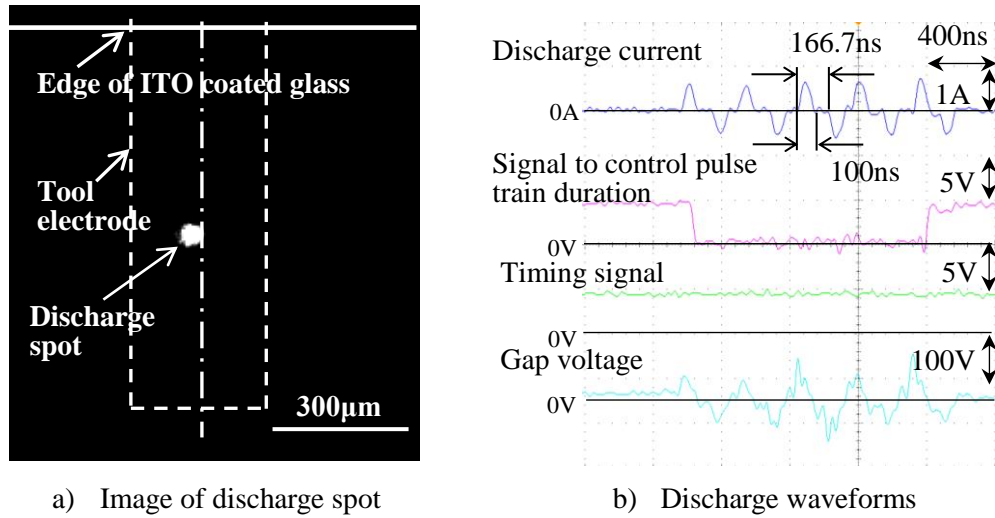 Edge of ITO coated glass
Tool
electrode
Discharge
spot
300μm
a) Image of discharge spot
Discharge current
166.7ns
400ns
0A
1A
100ns
Signal to control pulse
train duration
5V
0V
Timing signal
5V
0V
Gap voltage
100V
0V
b) Discharge waveforms